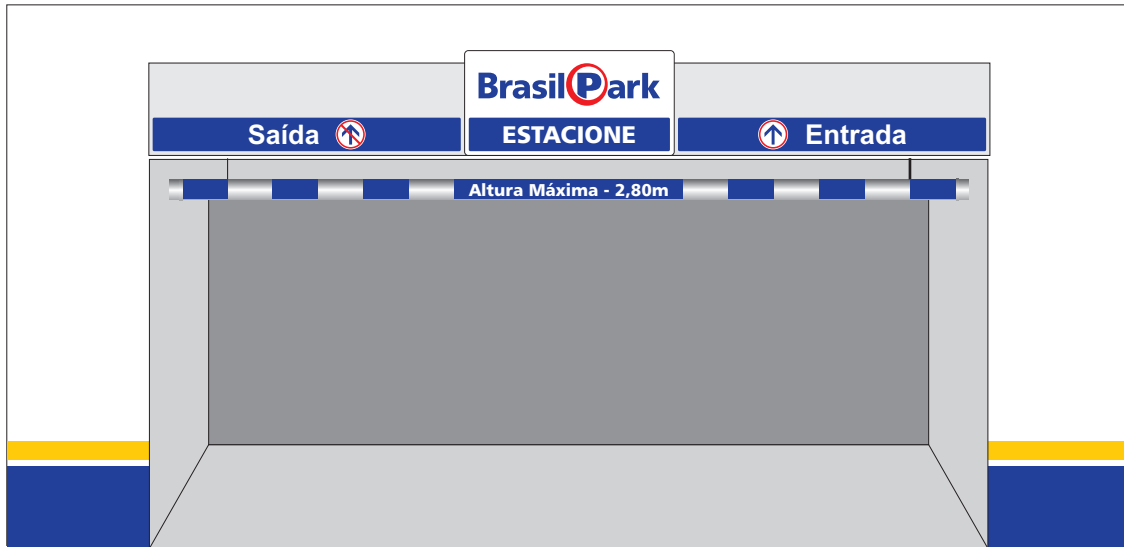 BrasilPark
Saída
ESTACIONE
Entrada
Altura Máxima - 2,80m